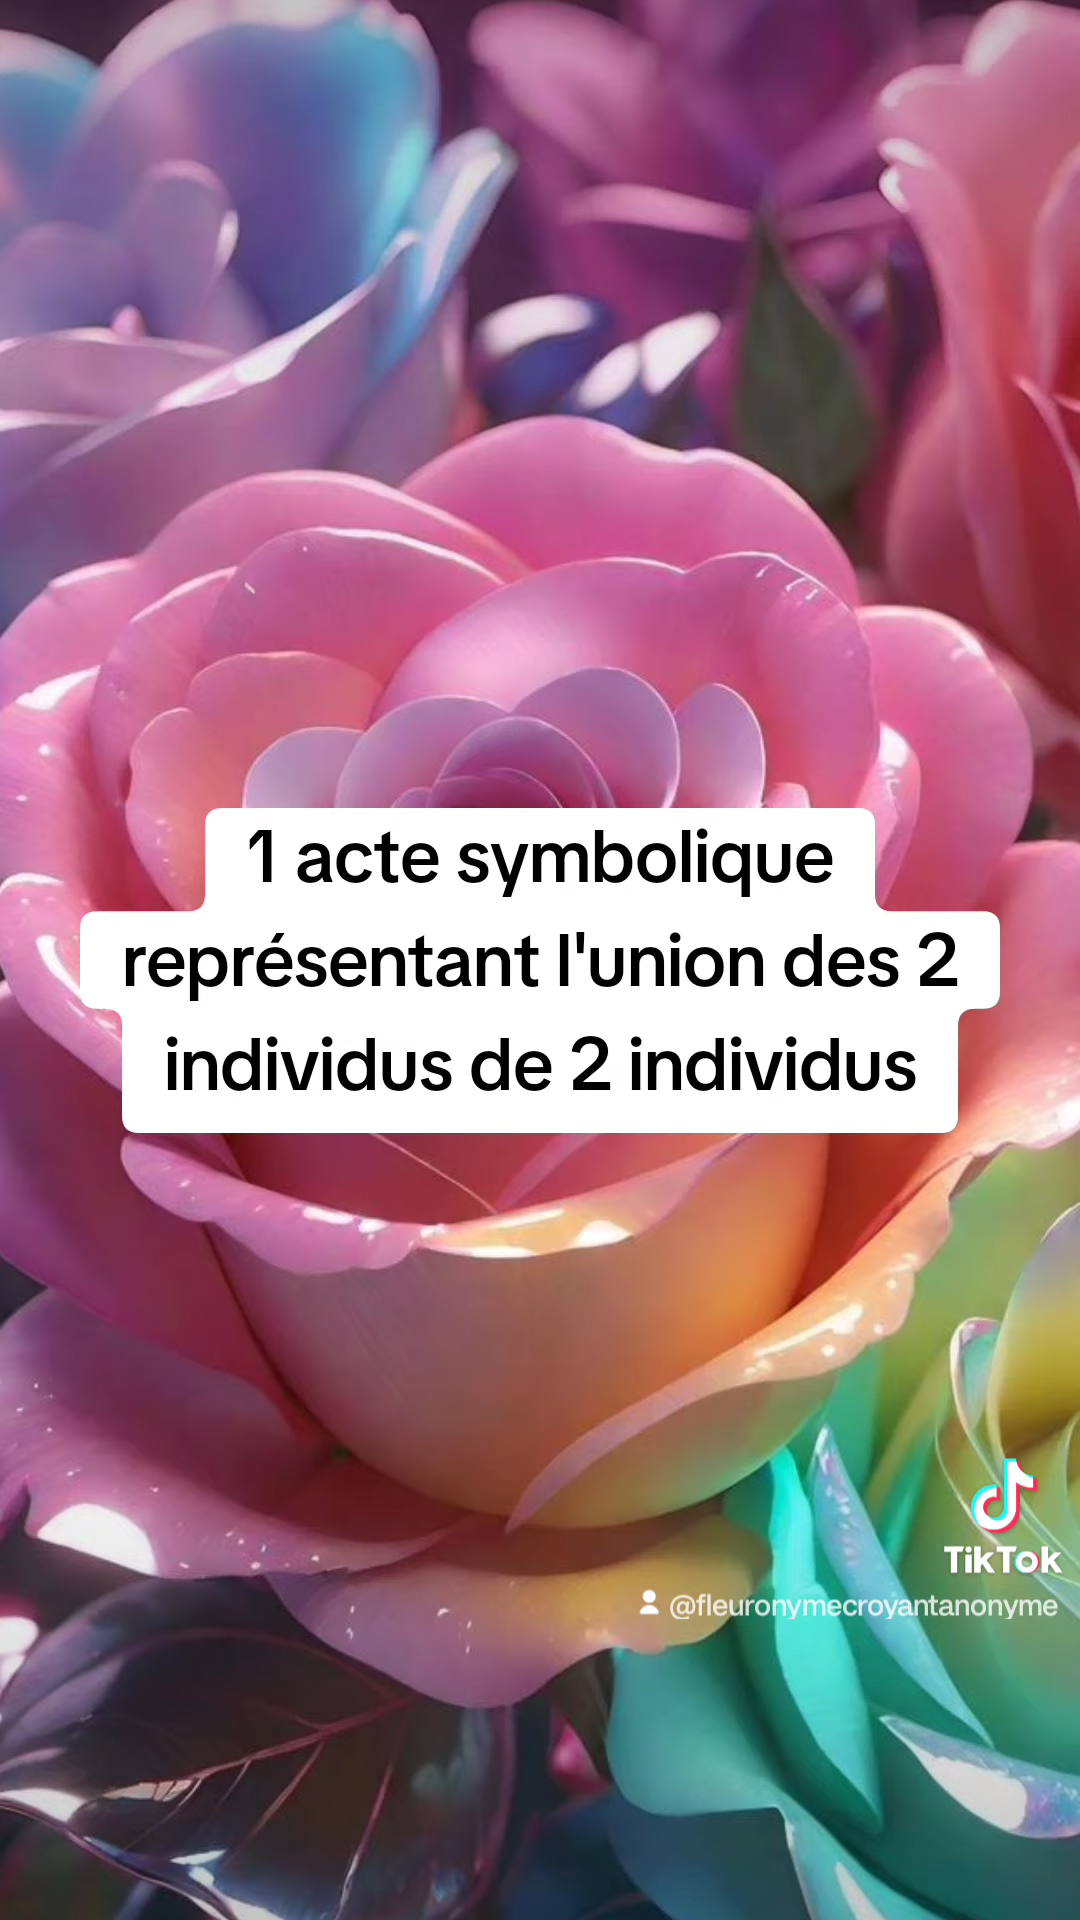 1 acte symbolique
représentant l'union des 2
individus de 2 individus
TikTok
@fleuronymecroyantanonyme